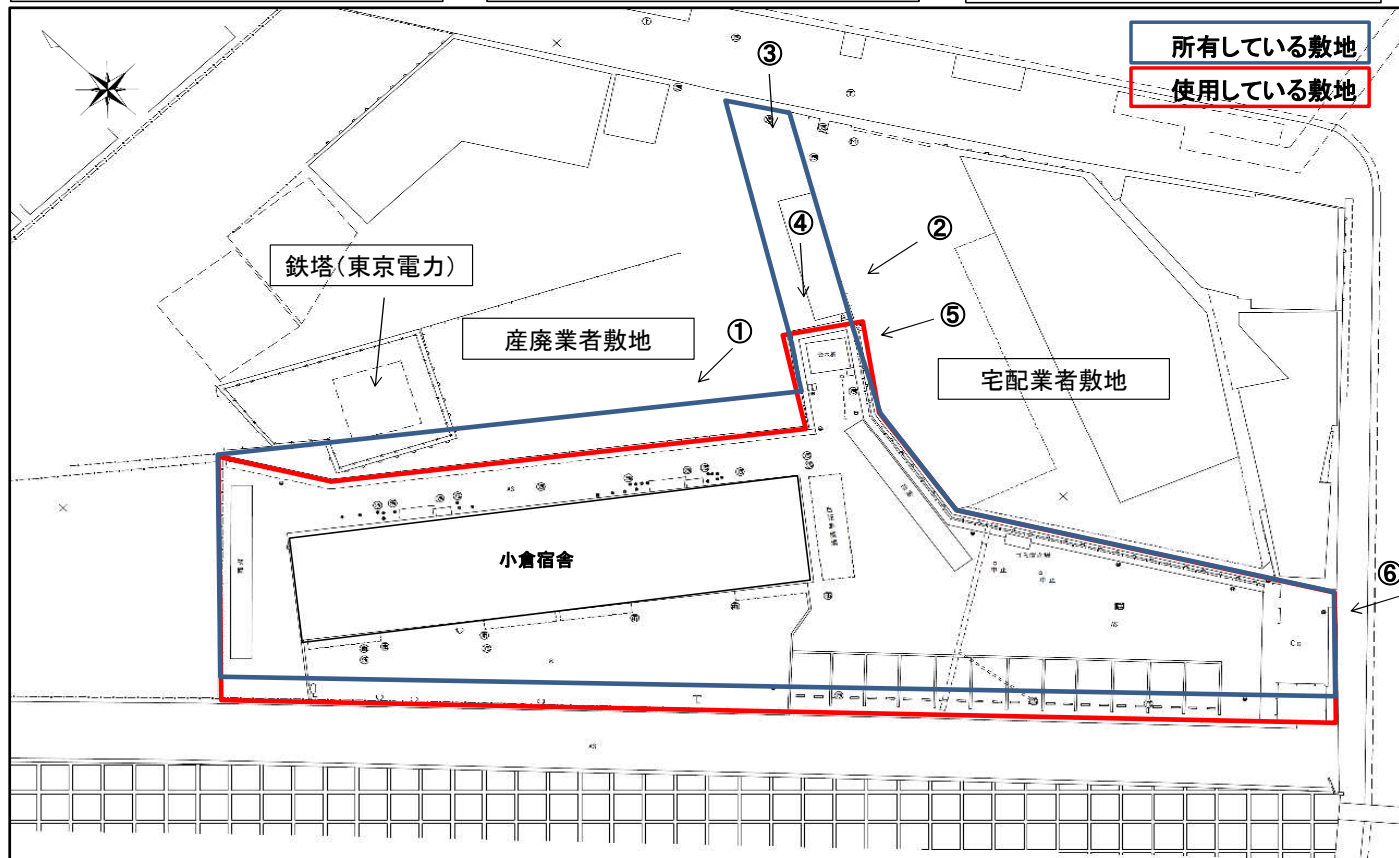 所有している敷地
使用している敷地
③
④
②
鉄塔(東京電力)
産廃業者敷地
①
⑤
宅配業者敷地
小倉宿舎
⑥